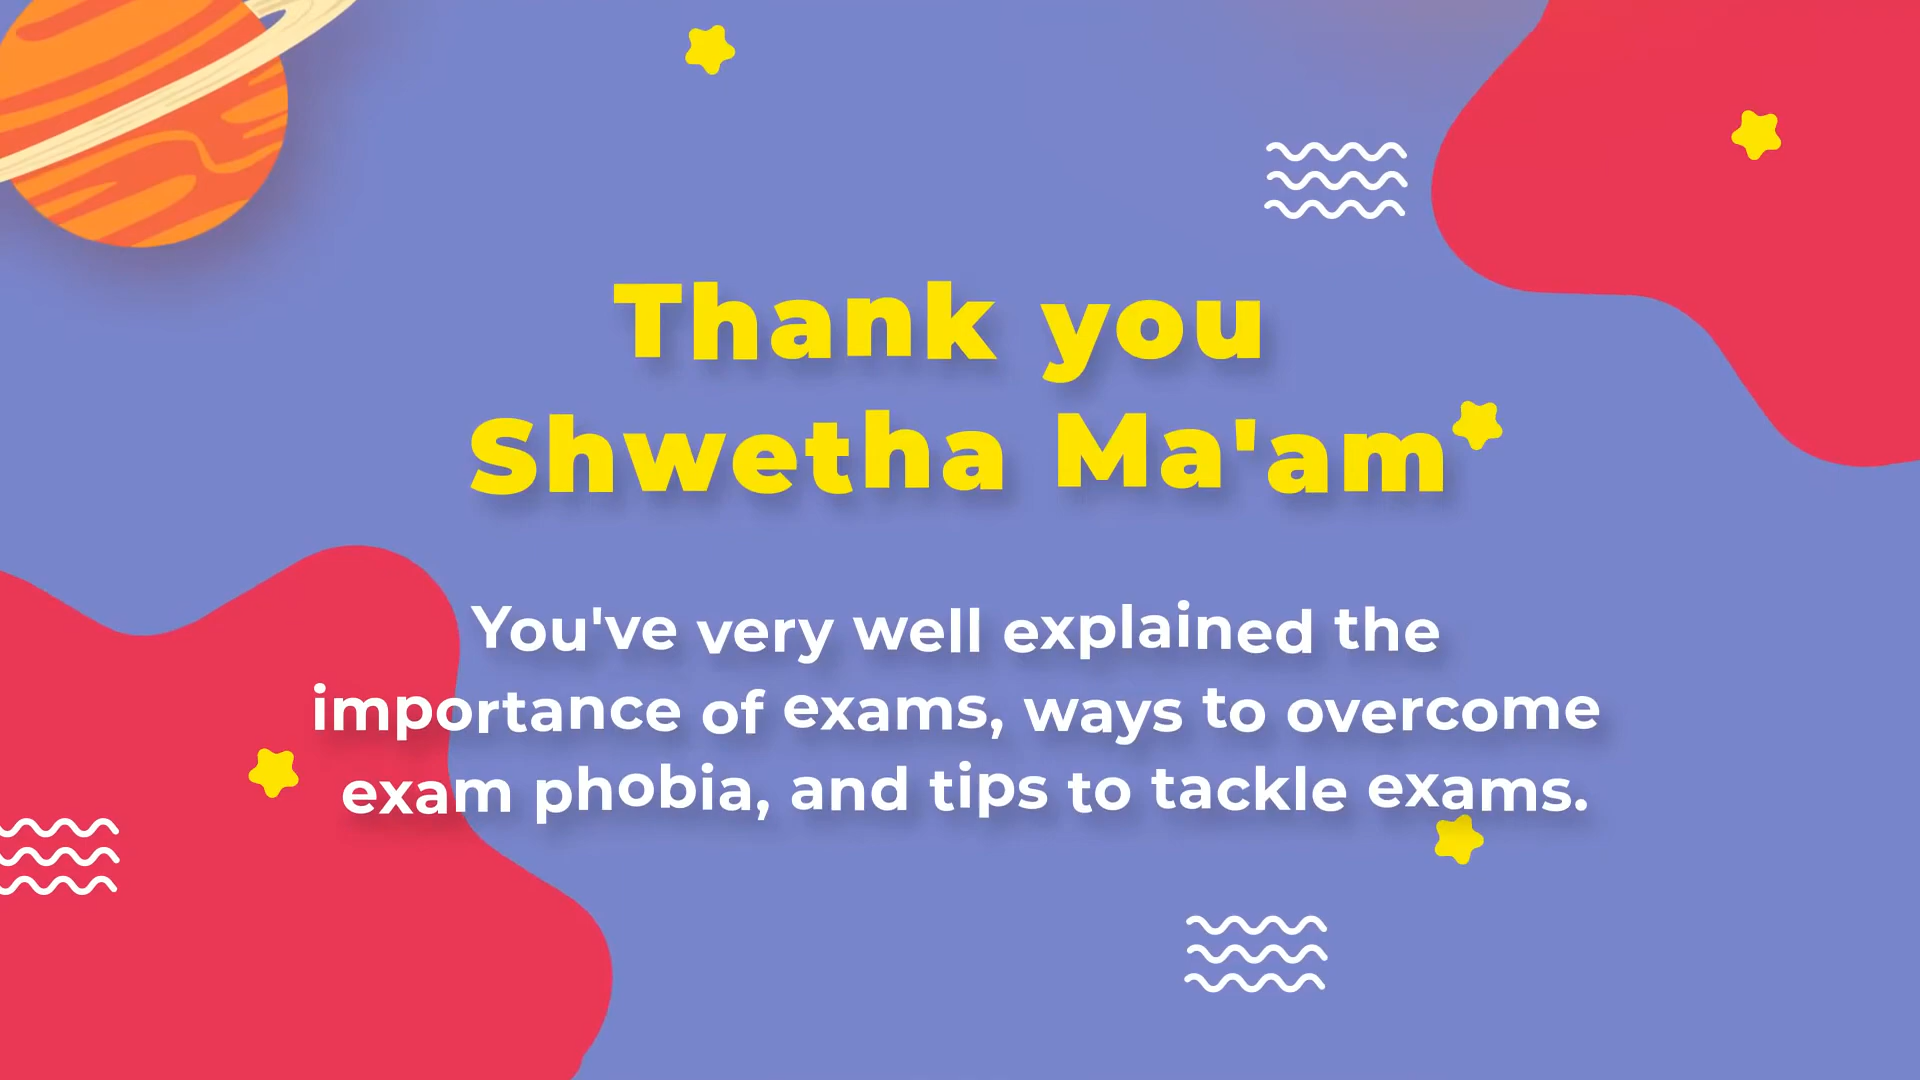 Thank you
Shwetha Ma'am
You've very well explained the
importance of exams, ways to overcome
exam phobia, and tips to tackle exams.